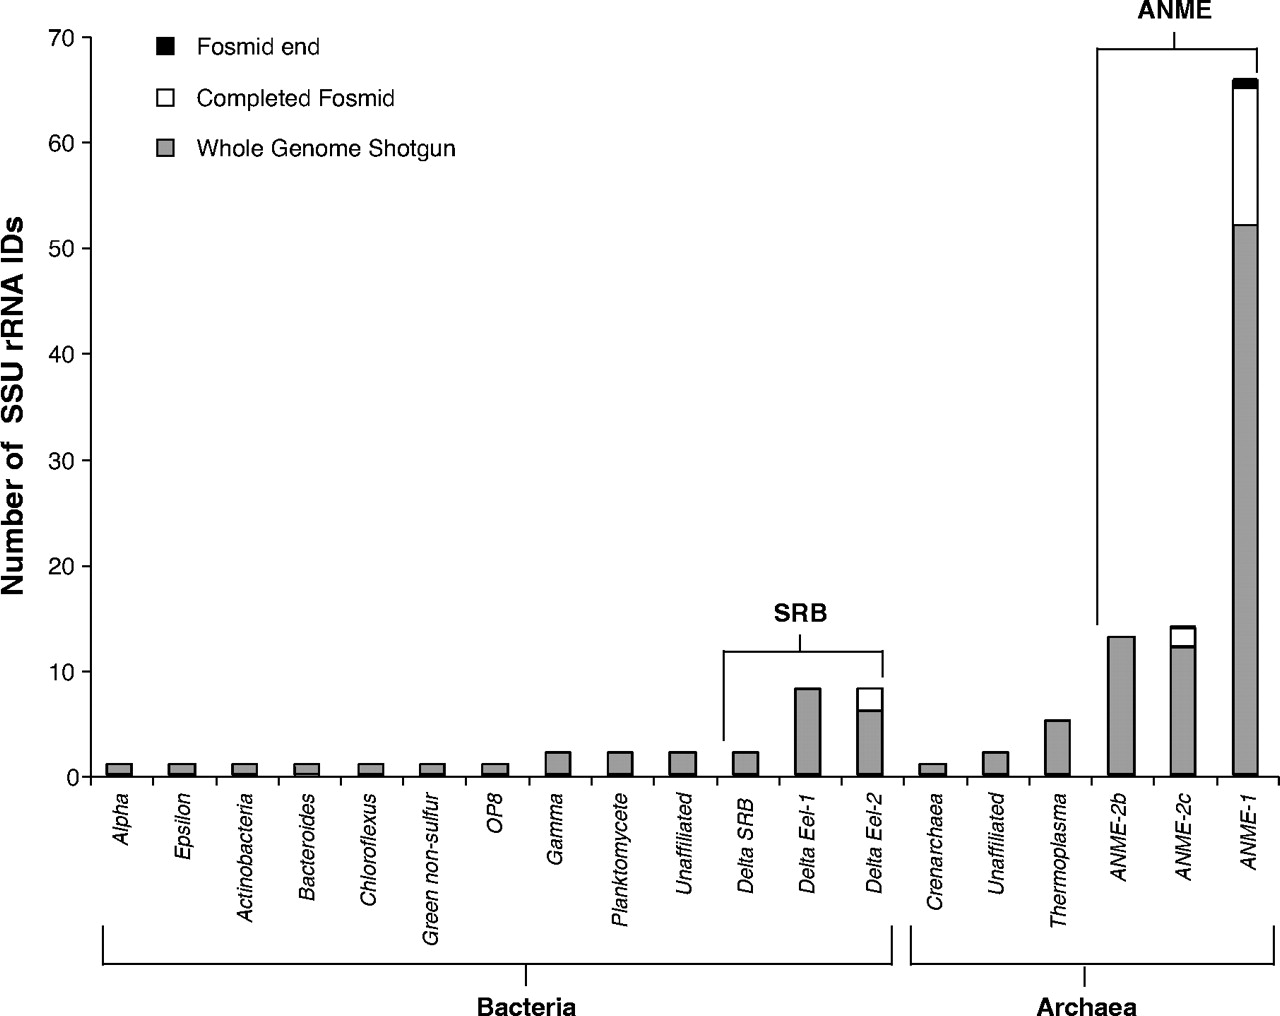 ANME
70
Fosmid end
Completed Fosmid
60
Whole Genome Shotgun
50
40
30
20
10
0
Number of SSU rRNA IDs
SRB
Alpha
Epsilon
Actinobacteria
Bacteroides
Chloroflexus
Green non-sulfur
OP8
Gamma
Planktomycete
Unaffiliated
Delta SRB
Delta Eel-1
Delta Eel-2
Crenarchaea
Unaffiliated
Thermoplasma
ANME-2b
ANME-2c
ANME-1
Bacteria
Archaea